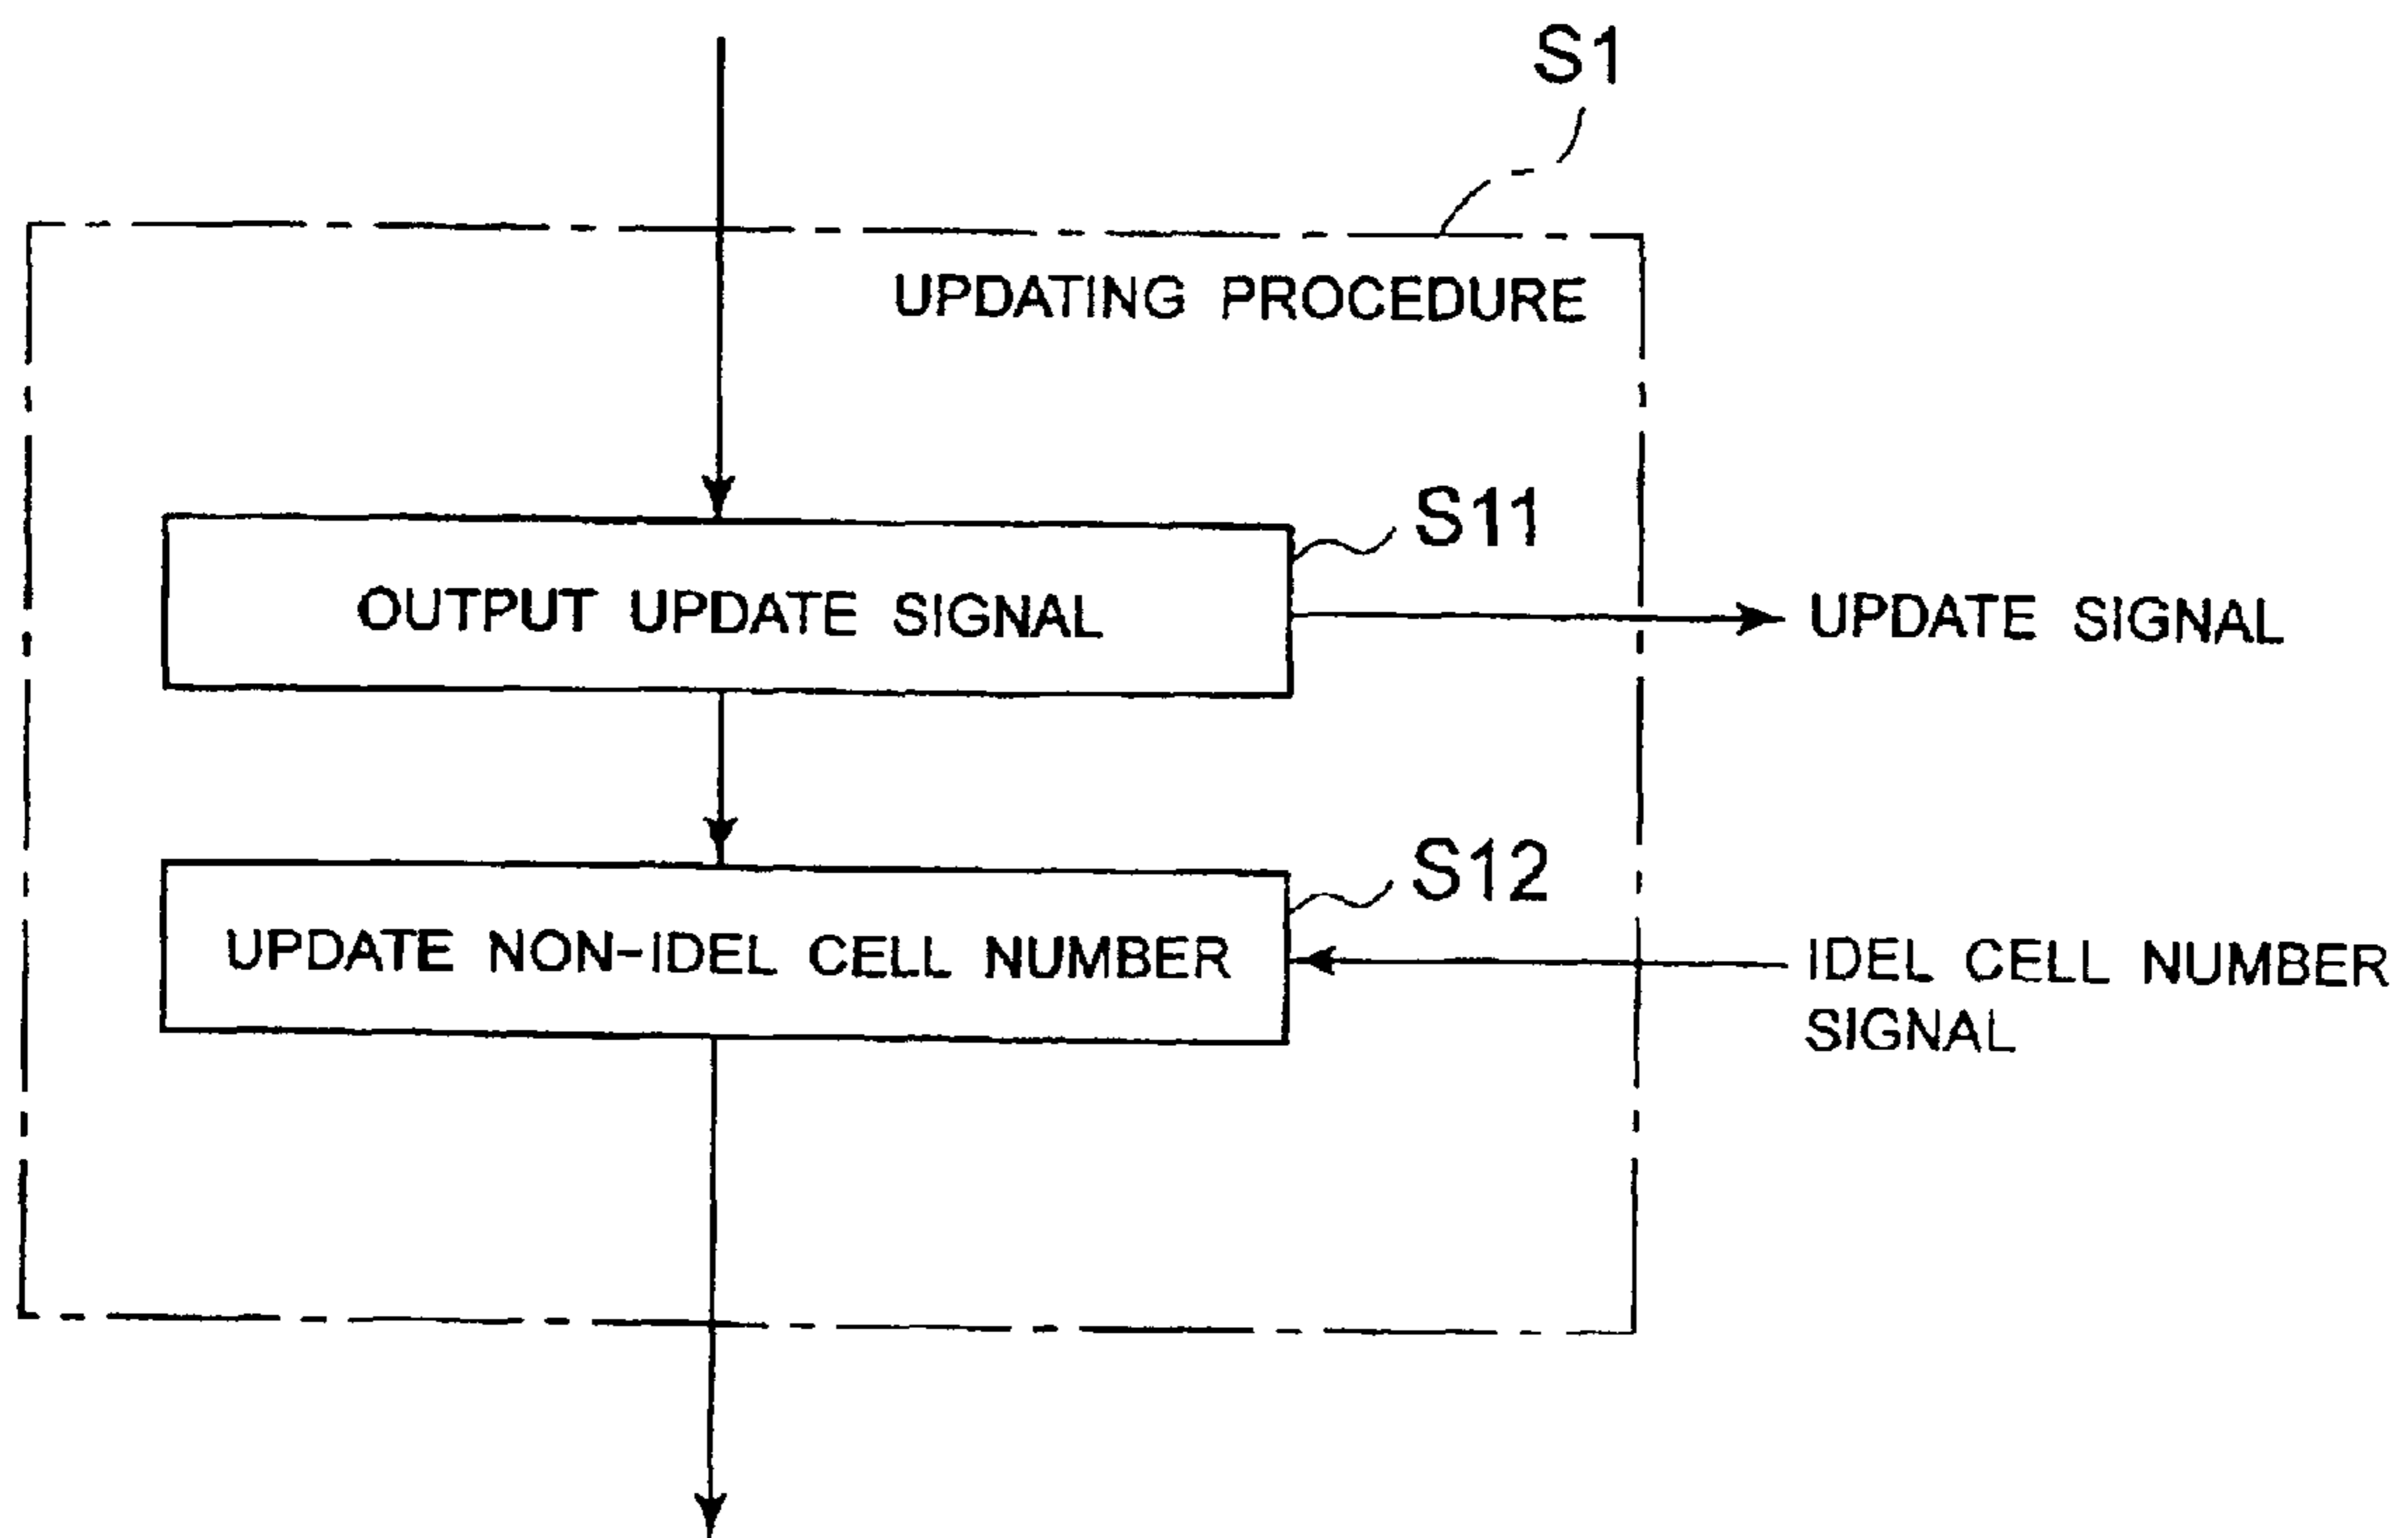 S1
UPDATING PROCEDURE
S11
OUTPUT UPDATE SIGNAL
UPDATE SIGNAL
S12
UPDATE NON-IDEL CELL NUMBER
IDEL CELL NUMBER
SIGNAL